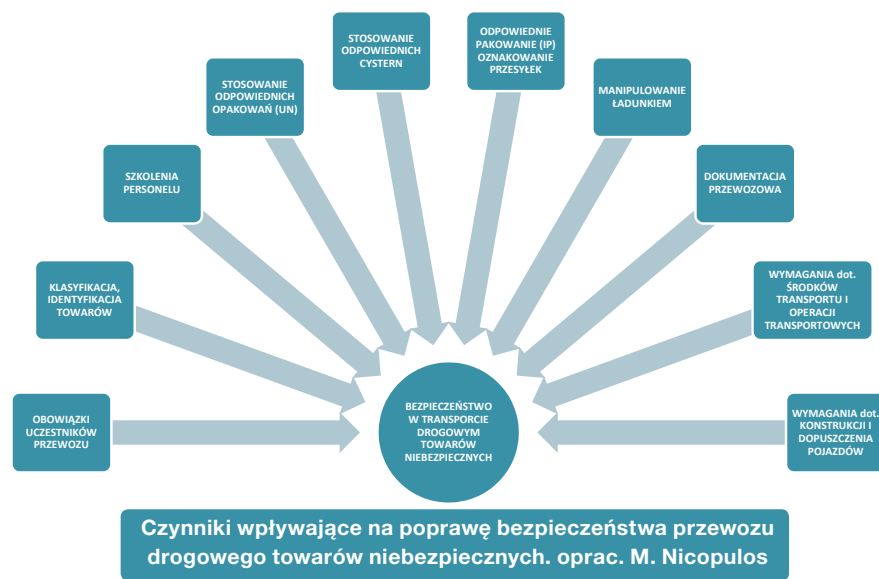 STOSOWANIE
ODPOWIEDNICH
CYSTERN
ODPOWIEDNIE
PAKOWANIE (IP)
OZNAKOWANIE
PRZESYŁEK
STOSOWANIE
ODPOWIEDNICH
OPAKOWAŃ (UN)
MANIPULOWANIE
ŁADUNKIEM
SZKOLENIA
PERSONELU
DOKUMENTACJA
PRZEWOZOWA
KLASYFIKACJA,
IDENTYFIKACJA
TOWARÓW
WYMAGANIA dot.
ŚRODKÓW
TRANSPORTU I
OPERACJI
TRANSPORTOWYCH
OBOWIĄZKI
UCZESTNIKÓW
PRZEWOZU
BEZPIECZEŃSTWO
W TRANSPORCIE
DROGOWYM
TOWARÓW
NIEBEZPIECZNYCH
WYMAGANIA dot.
KONSTRUKCJI I
DOPUSZCZENIA
POJAZDÓW
Czynniki wpływające na poprawę bezpieczeństwa przewozu
drogowego towarów niebezpiecznych. oprac. M. Nicopulos